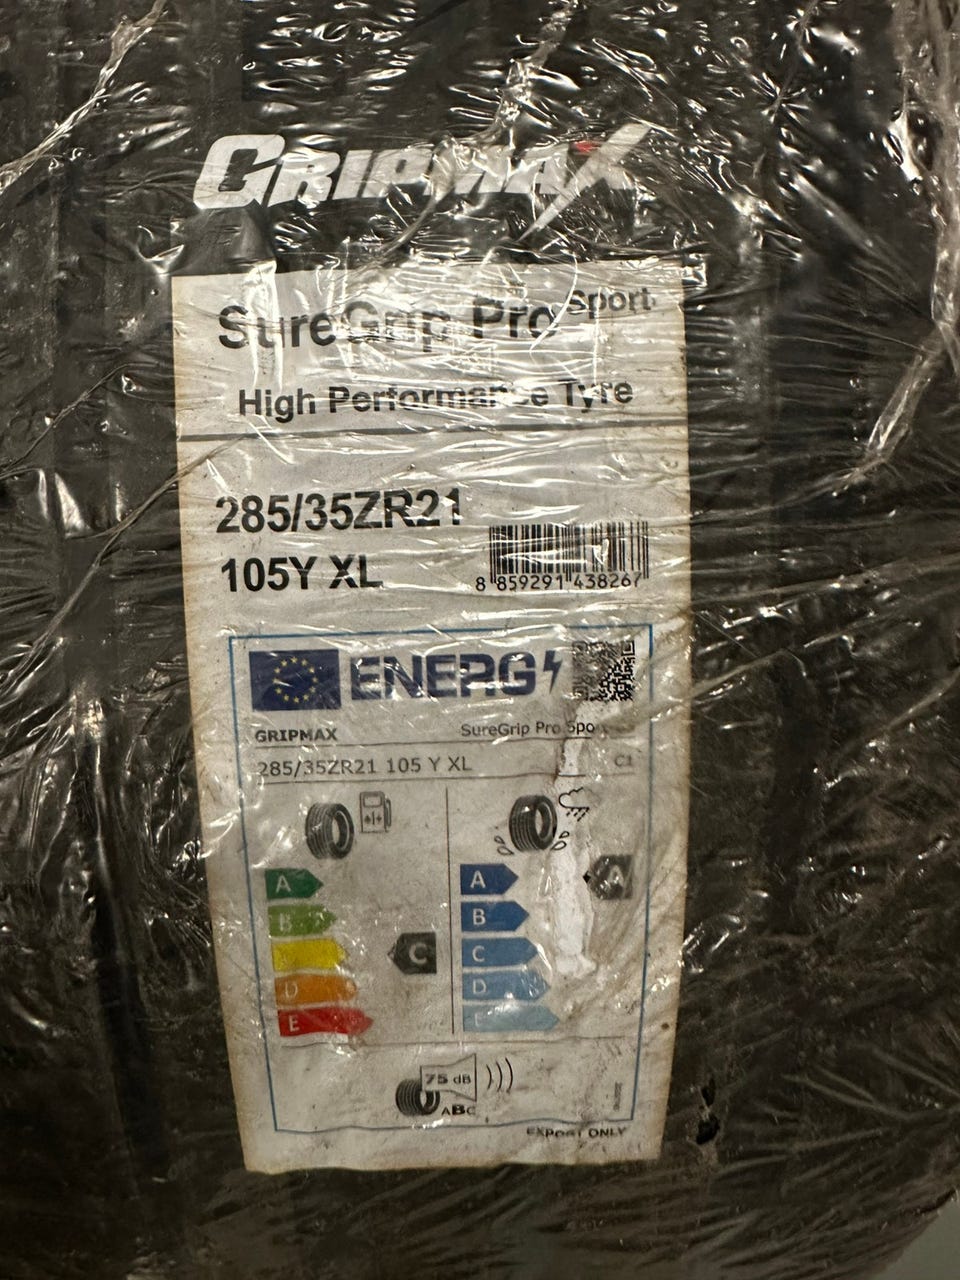 GRIPMAX
SureGrip Pro Sport
High Performance Tyre
285/35ZR21
105Y XL
8 859291 438267
ENERG
GRIPMAX SureGrip Pro Spo
285/35ZR21 105 Y XL C1
A A A
B B
C C
D D
E E
75 dB
ABC
EXPORT ONLY